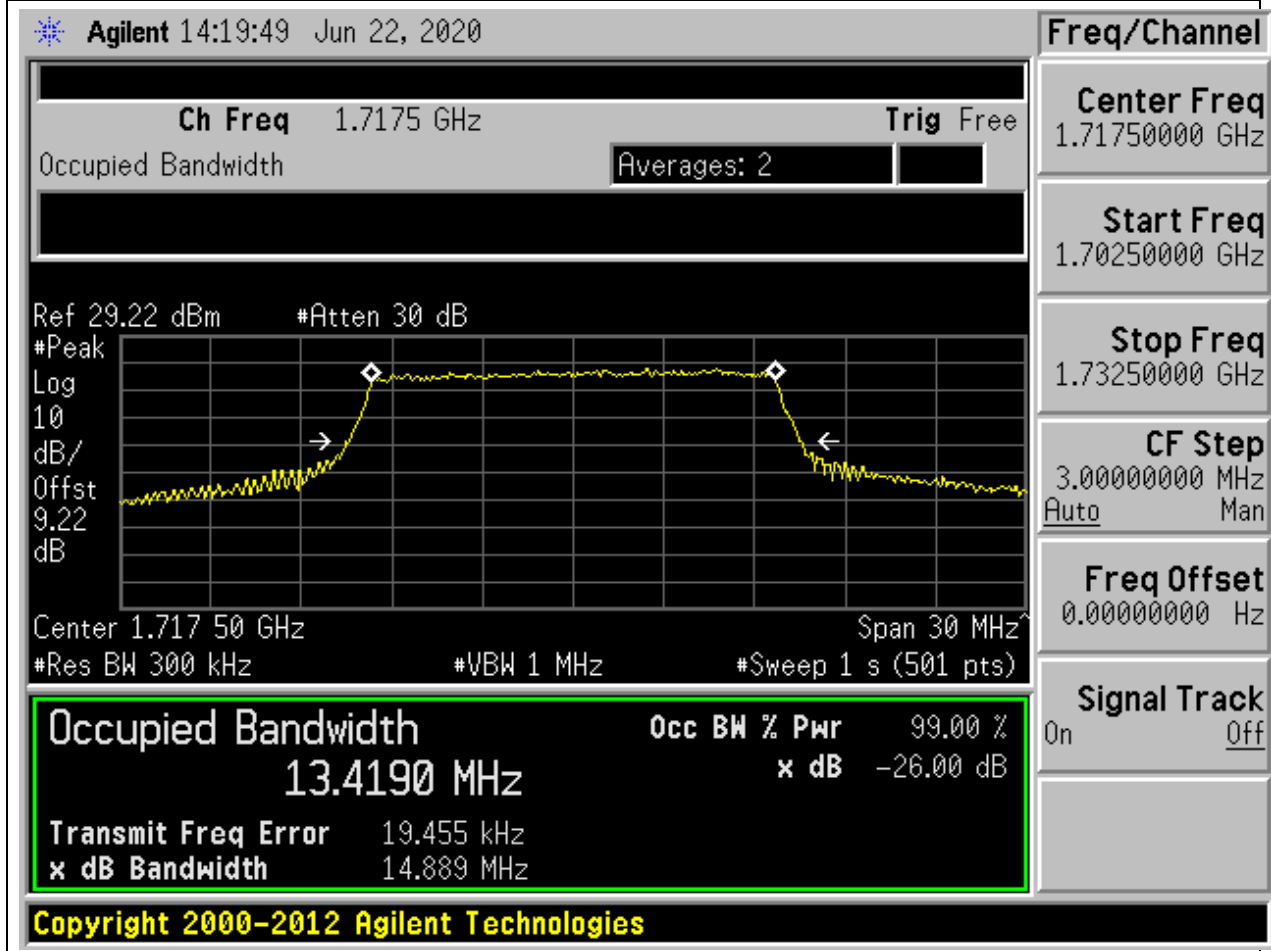 Agilent 14:19:49 Jun 22, 2020
Freq/Channel
Ch Freq 1.7175 GHz Trig Free
Occupied Bandwidth Averages: 2
Ref 29.22 dBm #Atten 30 dB
#Peak
Log
10
dB/
Offst
9.22
dB
Center 1.717 50 GHz Span 30 MHz^
#Res BW 300 kHz #VBW 1 MHz #Sweep 1 s (501 pts)
Occupied Bandwidth
13.4190 MHz
Occ BW % Pwr 99.00 %
x dB -26.00 dB
Transmit Freq Error 19.455 kHz
x dB Bandwidth 14.889 MHz
Center Freq
1.71750000 GHz
Start Freq
1.70250000 GHz
Stop Freq
1.73250000 GHz
CF Step
3.00000000 MHz
Auto Man
Freq Offset
0.00000000 Hz
Signal Track
On Off
Copyright 2000-2012 Agilent Technologies